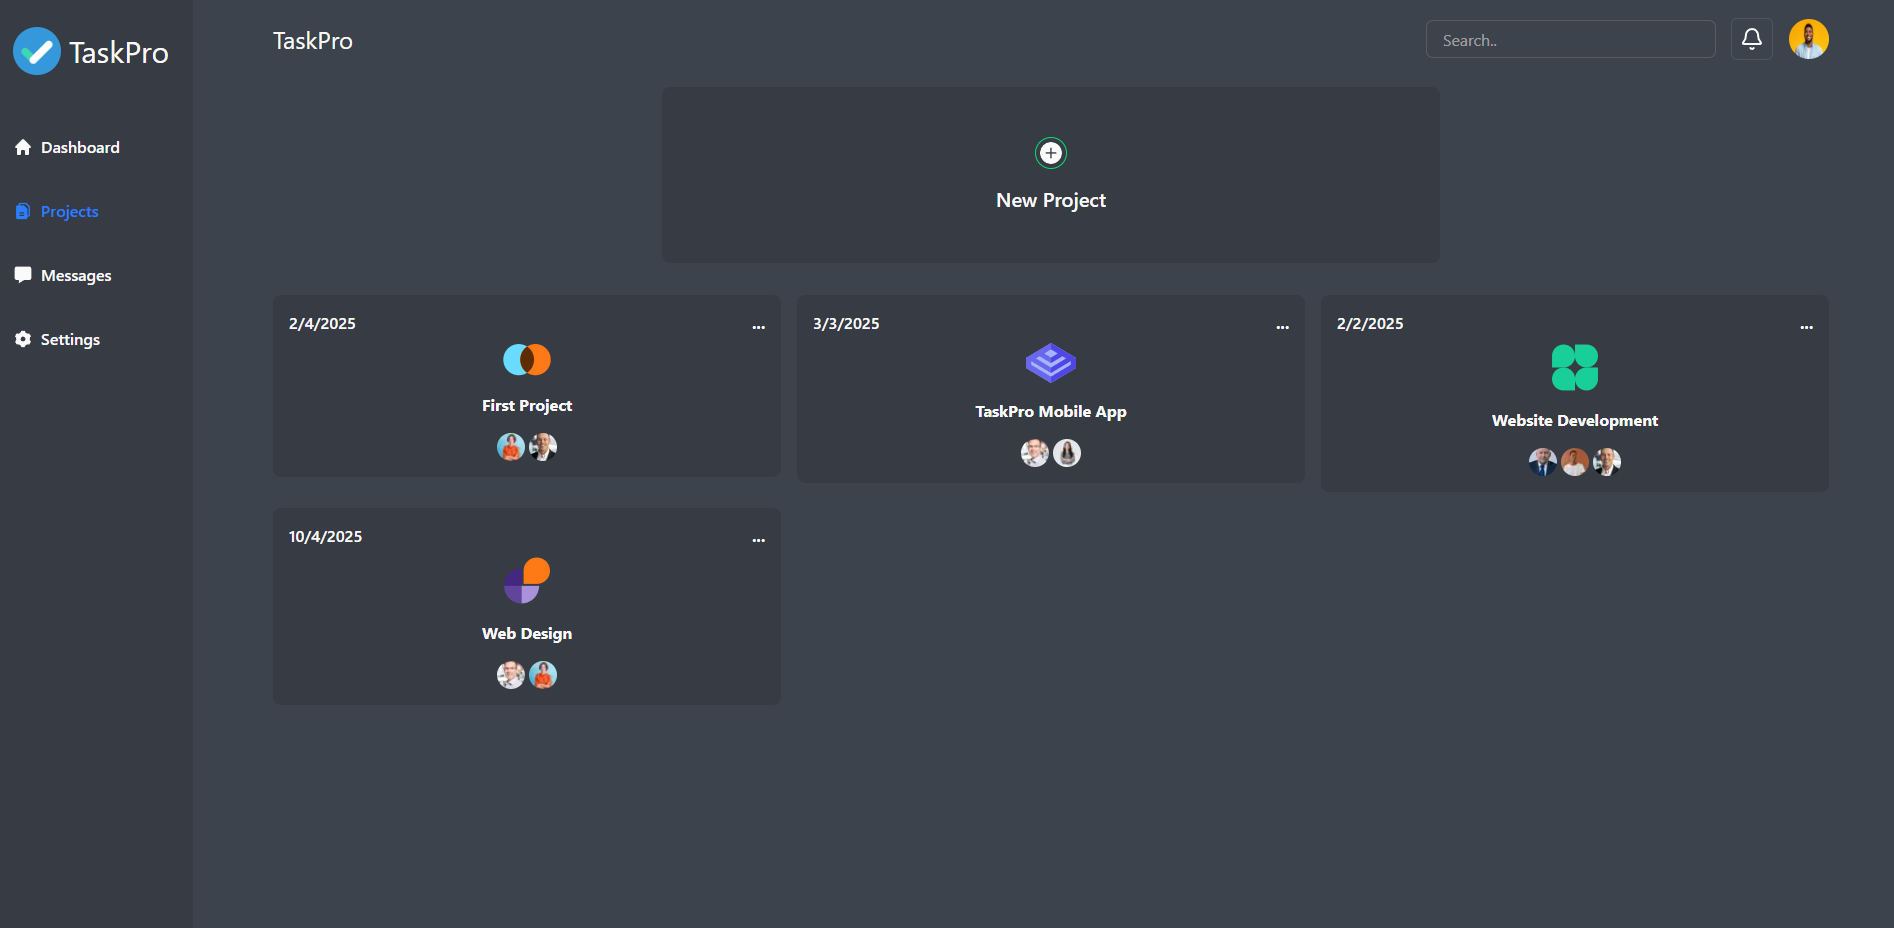 TaskPro
Dashboard
Projects
Messages
Settings
TaskPro
Search..
New Project
2/4/2025
...
First Project
3/3/2025
...
TaskPro Mobile App
2/2/2025
...
Website Development
10/4/2025
...
Web Design